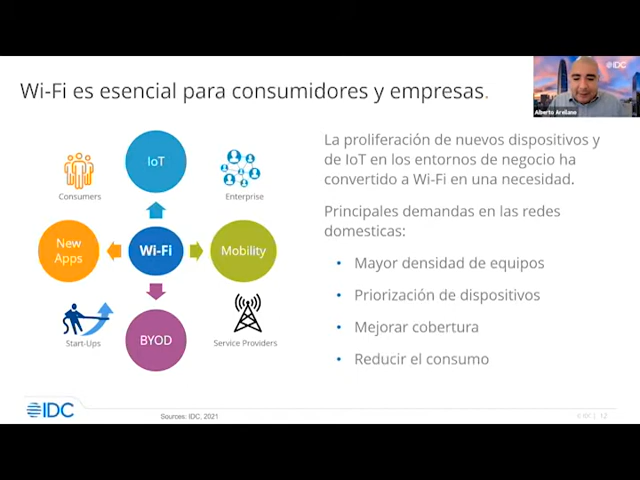 Wi-Fi es esencial para consumidores y empresas.
IDC
Alberto Arellano
IoT
Consumers
Enterprise
New
Apps
Wi-Fi
Mobility
Start-Ups
BYOD
Service Providers
La proliferación de nuevos dispositivos y
de IoT en los entornos de negocio ha
convertido a Wi-Fi en una necesidad.
Principales demandas en las redes
domesticas:
• Mayor densidad de equipos
• Priorización de dispositivos
• Mejorar cobertura
• Reducir el consumo
IDC
Sources: IDC, 2021
© IDC | 12